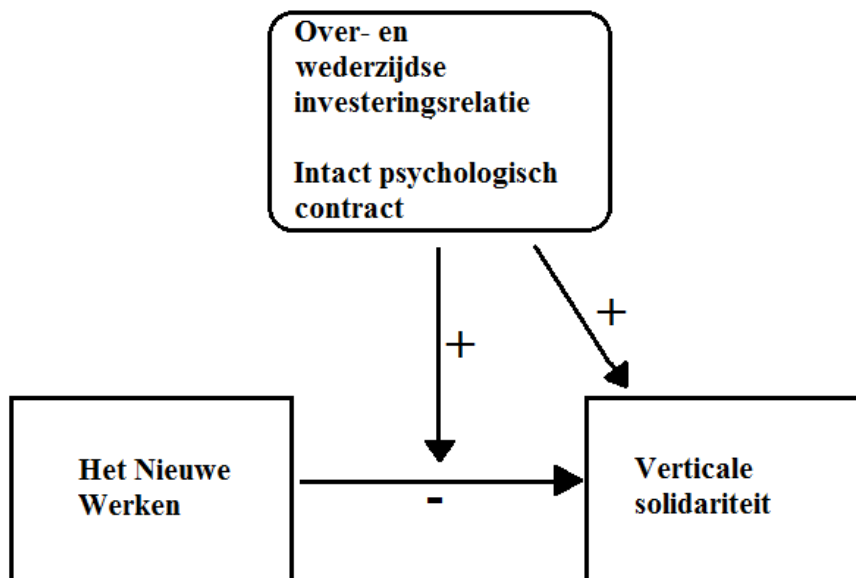 Over- en
wederzijdse
investeringsrelatie
Intact psychologisch
contract
+
+
Het Nieuwe
Werken
-
Verticale
solidariteit